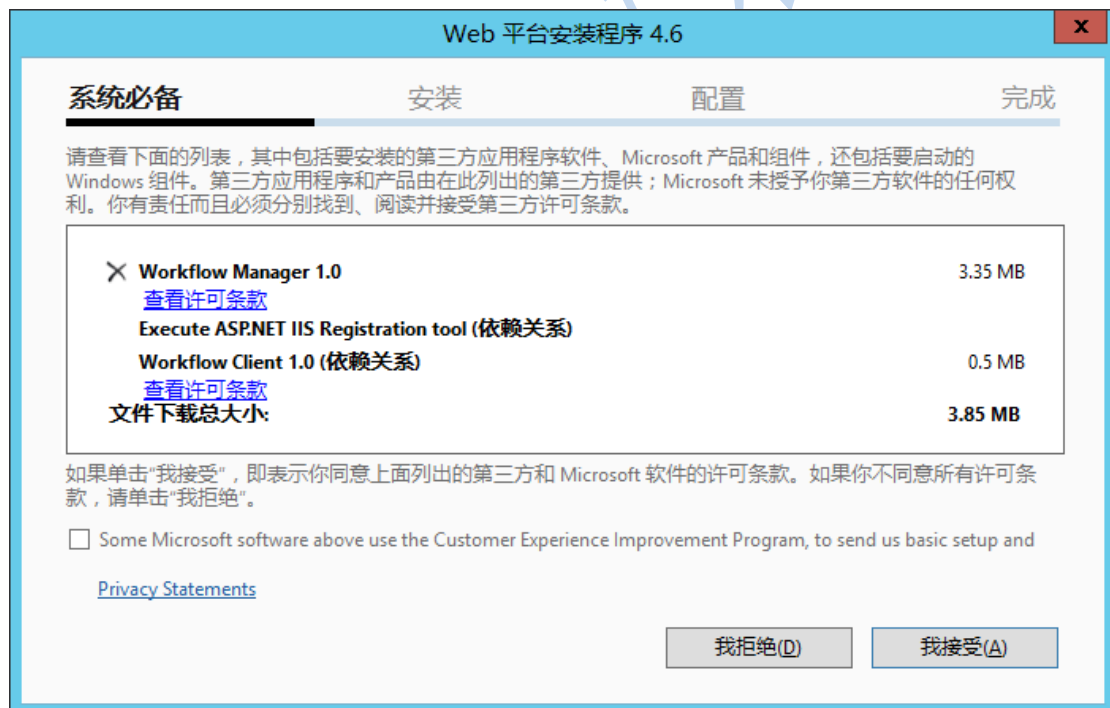 Web 平台安装程序 4.6
x
系统必备 安装 配置 完成
请查看下面的列表，其中包括要安装的第三方应用程序软件、Microsoft 产品和组件，还包括要启动的
Windows 组件。第三方应用程序和产品由在此列出的第三方提供；Microsoft 未授予你第三方软件的任何权
利。你有责任而且必须分别找到、阅读并接受第三方许可条款。
Workflow Manager 1.0 3.35 MB
查看许可条款
Execute ASP.NET IIS Registration tool (依赖关系)
Workflow Client 1.0 (依赖关系) 0.5 MB
查看许可条款
文件下载总大小: 3.85 MB
如果单击“我接受”，即表示你同意上面列出的第三方和 Microsoft 软件的许可条款。如果你不同意所有许可条
款，请单击“我拒绝”。
Some Microsoft software above use the Customer Experience Improvement Program, to send us basic setup and
Privacy Statements
我拒绝(D) 我接受(A)